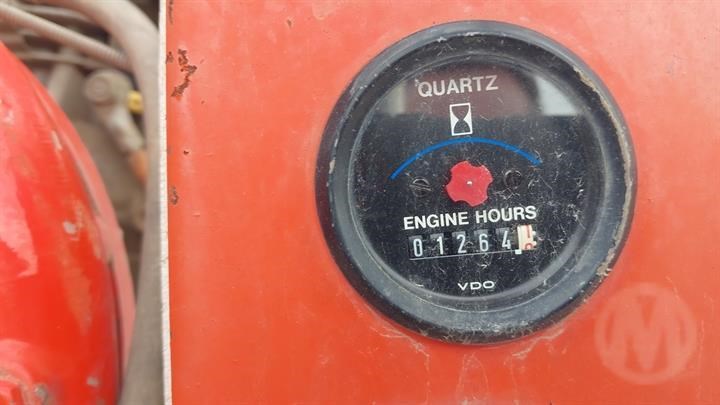 QUARTZ
ENGINE HOURS
01264
VDO
M